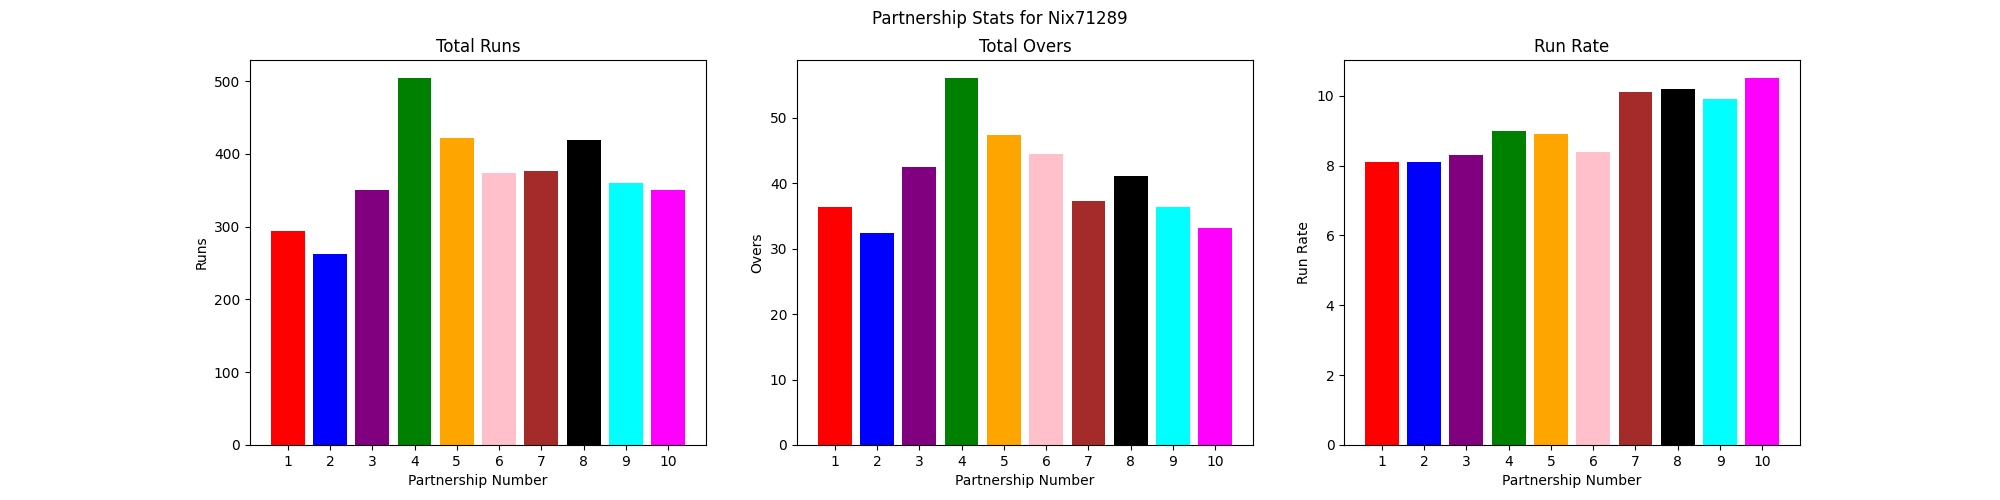 Partnership Stats for Nix71289
Total Runs
500
400
300
200
100
0
Runs
1 2 3 4 5 6 7 8 9 10
Partnership Number
Total Overs
50
40
30
20
10
0
Overs
1 2 3 4 5 6 7 8 9 10
Partnership Number
Run Rate
10
8
6
4
2
0
Run Rate
1 2 3 4 5 6 7 8 9 10
Partnership Number